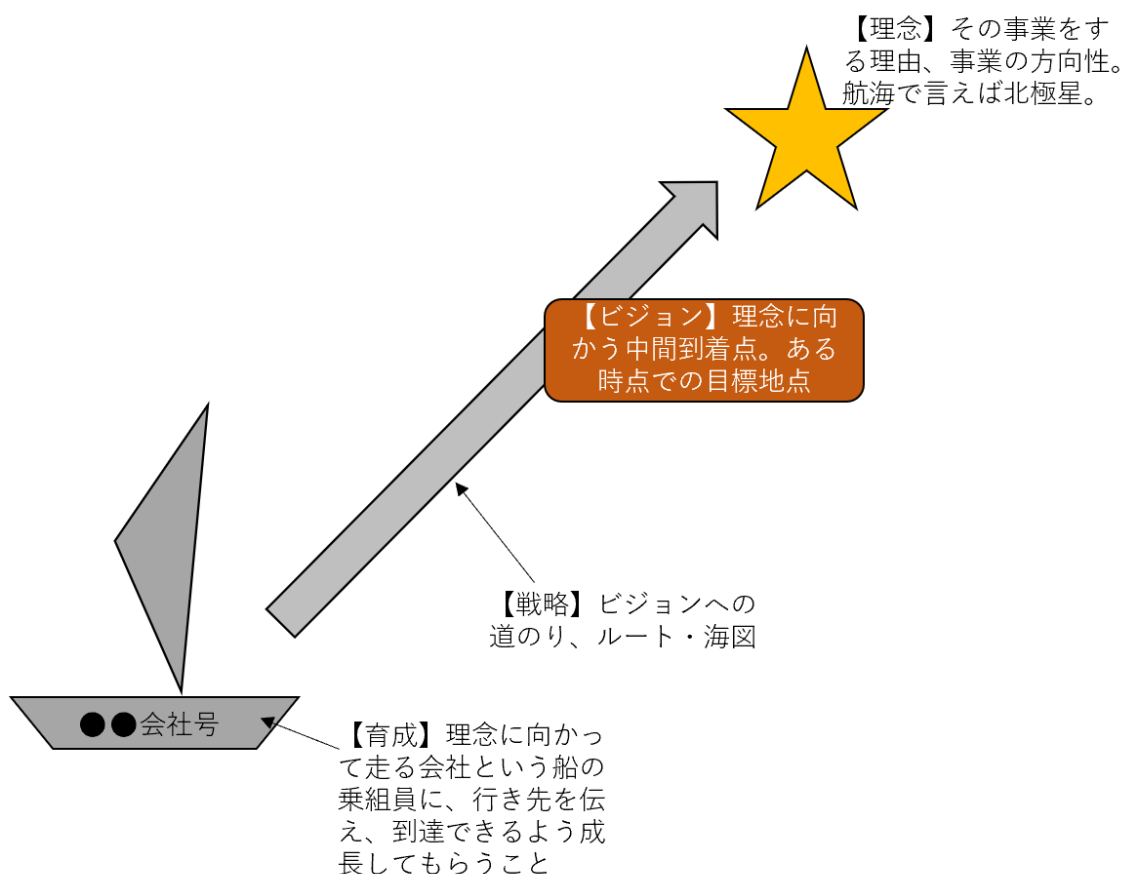 【理念】その事業をす
る理由、事業の方向性。
航海で言えば北極星。
【ビジョン】理念に向
かう中間到着点。ある
時点での目標地点
【戦略】ビジョンへの
道のり、ルート・海図
●●会社号
【育成】理念に向かっ
て走る会社という船の
乗組員に、行き先を伝
え、到達できるよう成
長してもらうこと